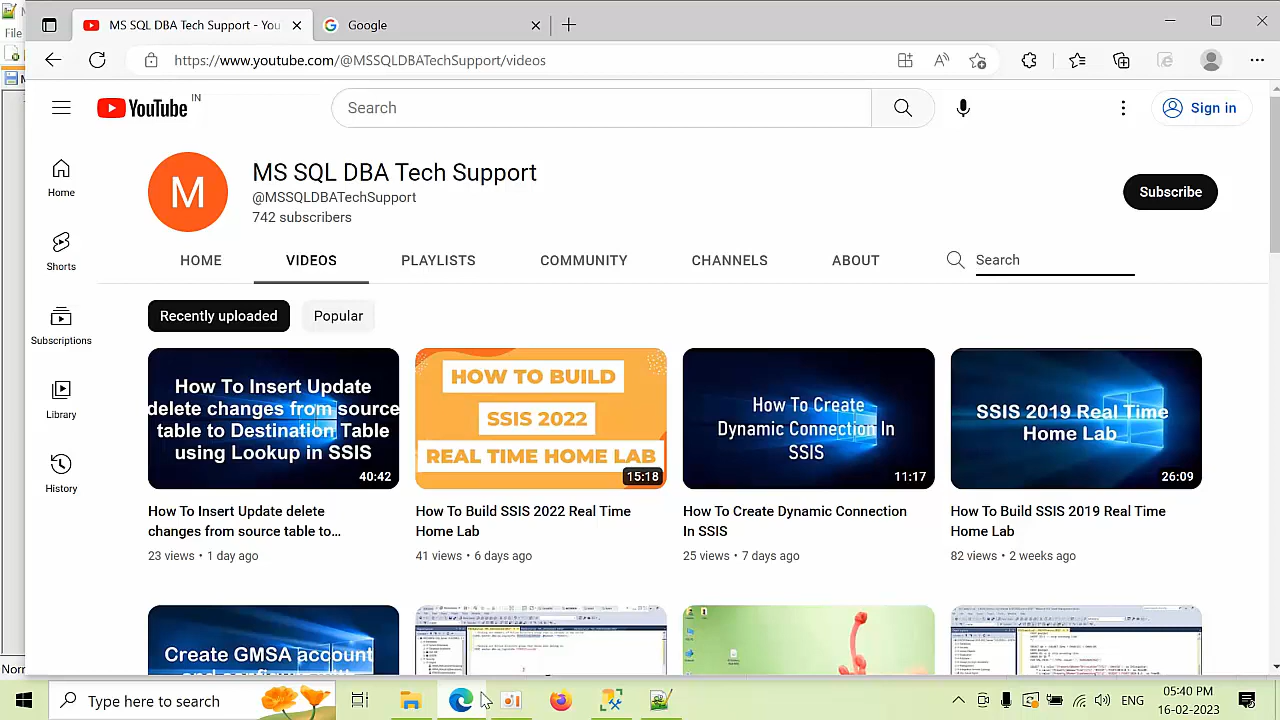 MS SQL DBA Tech Support - You
Google
File
https://www.youtube.com/@MSSQLDBATechSupport/videos
YouTube IN
Search
Sign in
Home
Shorts
Subscriptions
Library
History
M
MS SQL DBA Tech Support
@MSSQLDBATechSupport
742 subscribers
Subscribe
HOME
VIDEOS
PLAYLISTS
COMMUNITY
CHANNELS
ABOUT
Search
Recently uploaded
Popular
How To Insert Update
delete changes from source
table to Destination Table
using Lookup in SSIS
40:42
How To Insert Update delete
changes from source table to...
23 views • 1 day ago
HOW TO BUILD
SSIS 2022
REAL TIME HOME LAB
15:18
How To Build SSIS 2022 Real Time
Home Lab
41 views • 6 days ago
How To Create
Dynamic Connection In
SSIS
11:17
How To Create Dynamic Connection
In SSIS
25 views • 7 days ago
SSIS 2019 Real Time
Home Lab
26:09
How To Build SSIS 2019 Real Time
Home Lab
82 views • 2 weeks ago
Create GMSA account
Type here to search
ENG
05:40 PM
16-02-2023